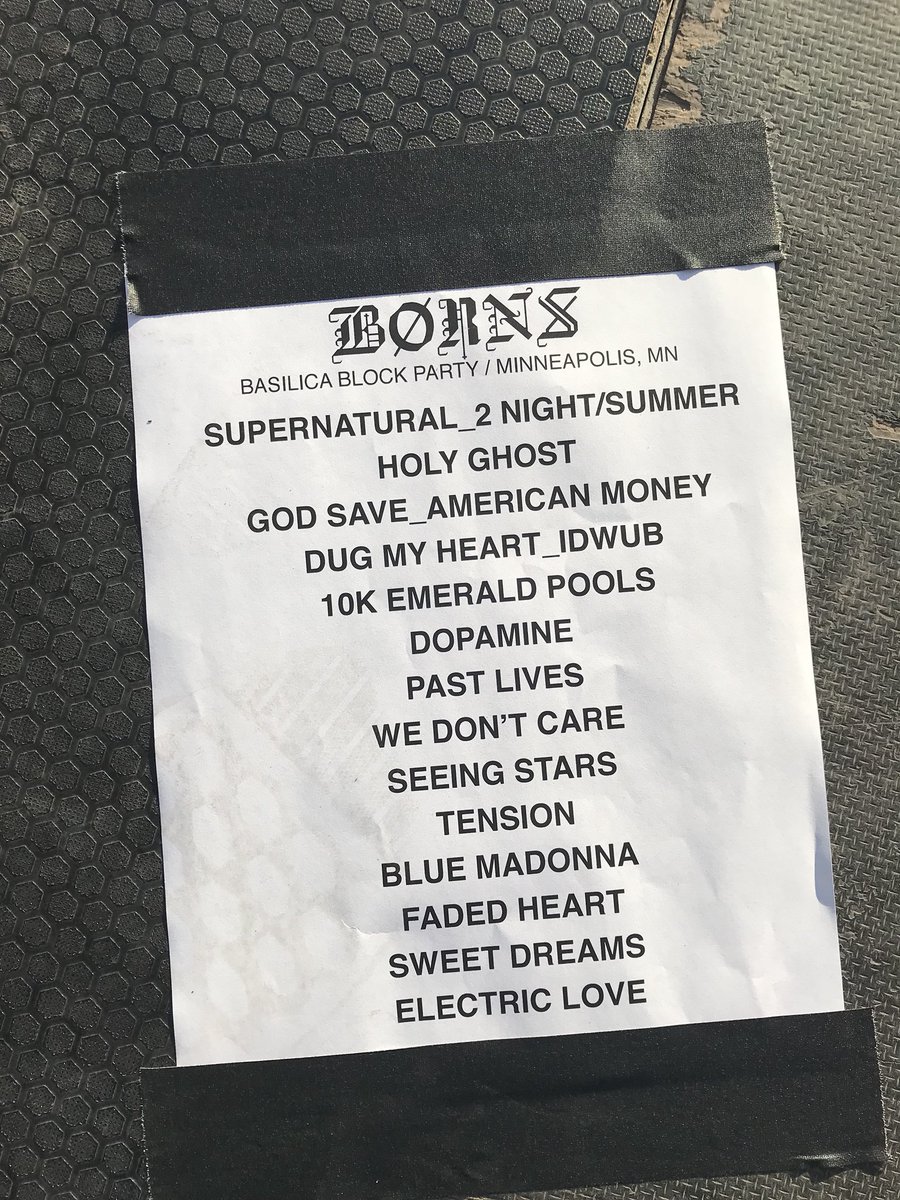 BØRNS
BASILICA BLOCK PARTY / MINNEAPOLIS, MN
SUPERNATURAL_2 NIGHT/SUMMER
HOLY GHOST
GOD SAVE_AMERICAN MONEY
DUG MY HEART_IDWUB
10K EMERALD POOLS
DOPAMINE
PAST LIVES
WE DON’T CARE
SEEING STARS
TENSION
BLUE MADONNA
FADED HEART
SWEET DREAMS
ELECTRIC LOVE